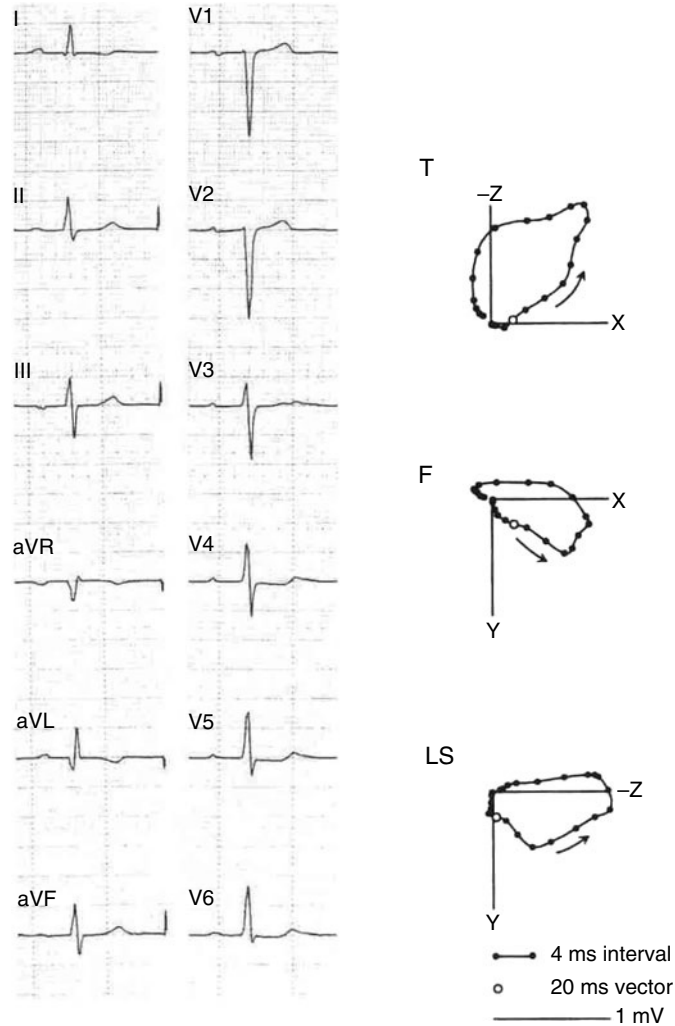 I
II
III
aVR
aVL
aVF
V1
V2
V3
V4
V5
V6
T
–Z
X
F
X
Y
LS
–Z
Y
4 ms interval
20 ms vector
1 mV